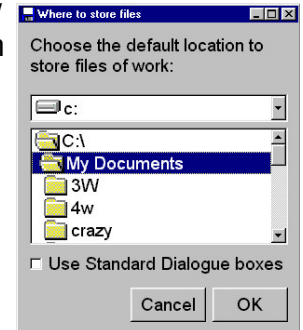 Where to store files
Choose the default location to
store files of work:
c:
C:\
My Documents
3W
4w
crazy
Use Standard Dialogue boxes
Cancel OK